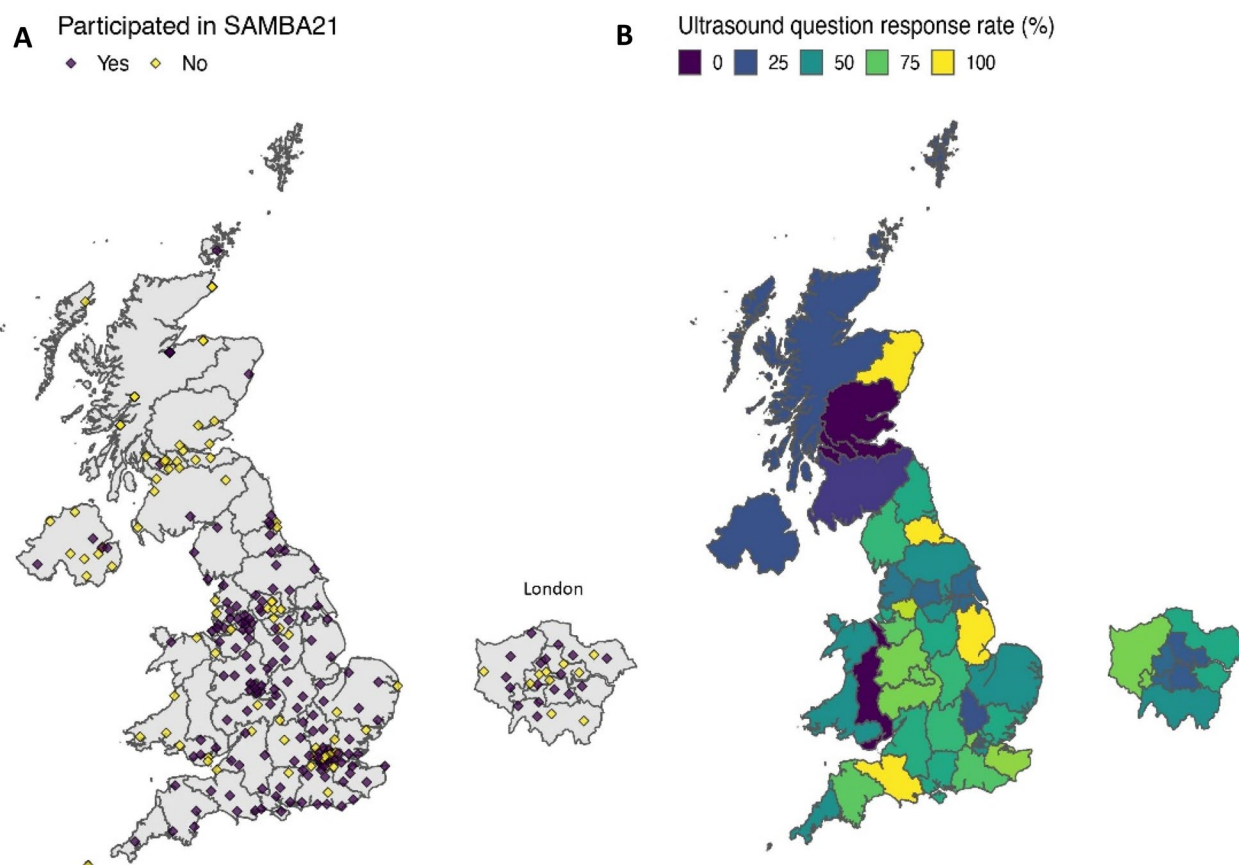 A Participated in SAMBA21
Yes No
London
B Ultrasound question response rate (%)
0 25 50 75 100